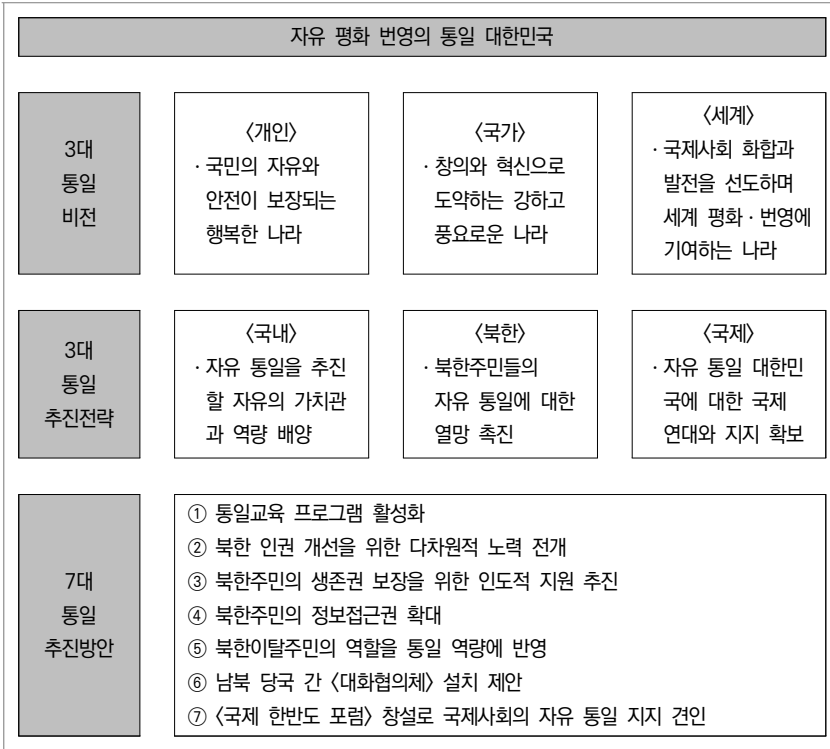 자유 평화 번영의 통일 대한민국
3대
통일
비전
〈개인〉
· 국민의 자유와
안전이 보장되는
행복한 나라
〈국가〉
· 창의와 혁신으로
도약하는 강하고
풍요로운 나라
〈세계〉
· 국제사회 화합과
발전을 선도하며
세계 평화 · 번영에
기여하는 나라
3대
통일
추진전략
〈국내〉
· 자유 통일을 추진
할 자유의 가치관
과 역량 배양
〈북한〉
· 북한주민들의
자유 통일에 대한
열망 촉진
〈국제〉
· 자유 통일 대한민
국에 대한 국제
연대와 지지 확보
7대
통일
추진방안
① 통일교육 프로그램 활성화
② 북한 인권 개선을 위한 다차원적 노력 전개
③ 북한주민의 생존권 보장을 위한 인도적 지원 추진
④ 북한주민의 정보접근권 확대
⑤ 북한이탈주민의 역할을 통일 역량에 반영
⑥ 남북 당국 간 〈대화협의체〉 설치 제안
⑦ 〈국제 한반도 포럼〉 창설로 국제사회의 자유 통일 지지 견인